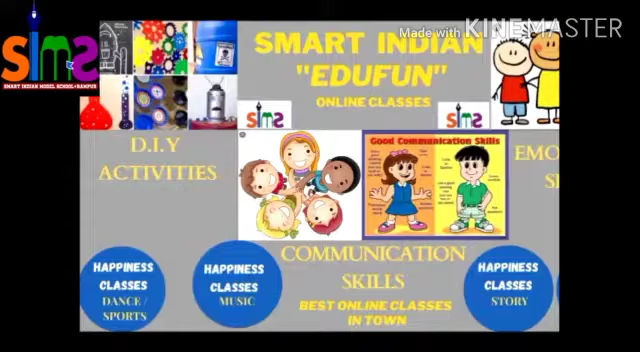 Made with KINEMASTER
SIMS
SMART INDIAN MODEL SCHOOL•RAMPUR
SMART INDIAN
"EDUFUN"
ONLINE CLASSES
SIMS
SIMS
D.I.Y
ACTIVITIES
Good Communication Skills
EMO
S
COMMUNICATION
SKILLS
BEST ONLINE CLASSES
IN TOWN
HAPPINESS
CLASSES
DANCE /
SPORTS
HAPPINESS
CLASSES
MUSIC
HAPPINESS
CLASSES
STORY